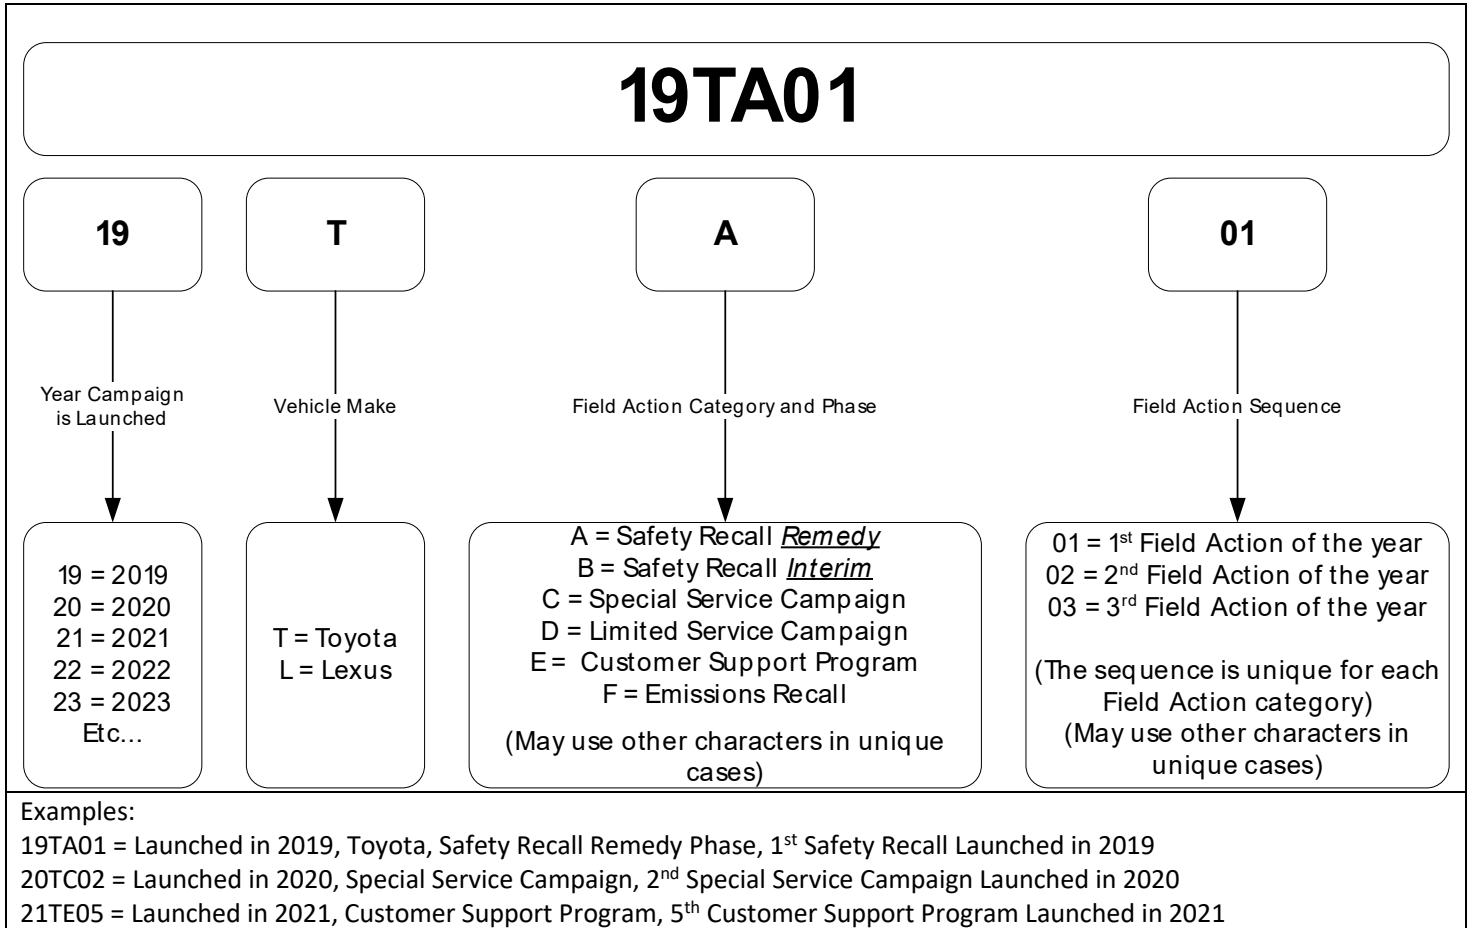 19TA01
19
T
A
01
Year Campaign
is Launched
Vehicle Make
Field Action Category and Phase
Field Action Sequence
19 = 2019
20 = 2020
21 = 2021
22 = 2022
23 = 2023
Etc...
T = Toyota
L = Lexus
A = Safety Recall Remedy
B = Safety Recall Interim
C = Special Service Campaign
D = Limited Service Campaign
E = Customer Support Program
F = Emissions Recall
(May use other characters in unique
cases)
01 = 1st Field Action of the year
02 = 2nd Field Action of the year
03 = 3rd Field Action of the year
(The sequence is unique for each
Field Action category)
(May use other characters in
unique cases)
Examples:
19TA01 = Launched in 2019, Toyota, Safety Recall Remedy Phase, 1st Safety Recall Launched in 2019
20TC02 = Launched in 2020, Special Service Campaign, 2nd Special Service Campaign Launched in 2020
21TE05 = Launched in 2021, Customer Support Program, 5th Customer Support Program Launched in 2021